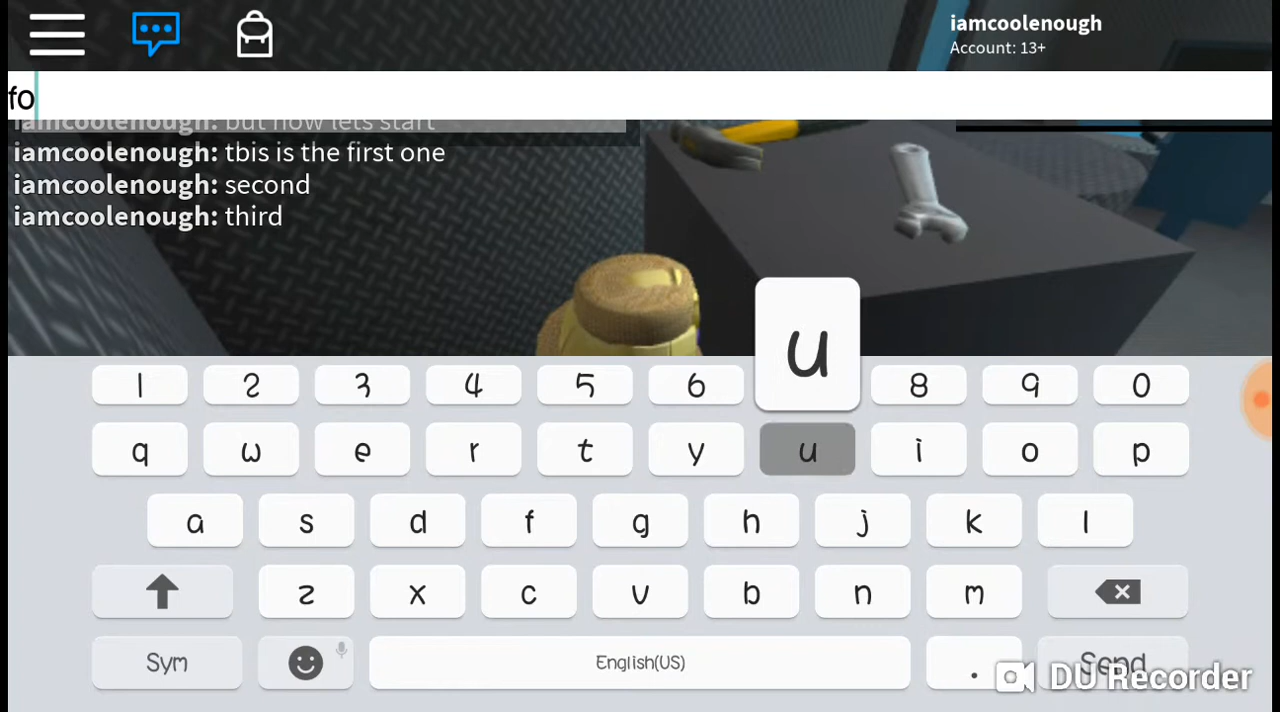 iamcoolenough
Account: 13+
fo
iamcoolenough: but now lets start
iamcoolenough: tbis is the first one
iamcoolenough: second
iamcoolenough: third
u
1 2 3 4 5 6 8 9 0
q w e r t y u i o p
a s d f g h j k l
z x c v b n m
Sym English(US) . Send
DU Recorder